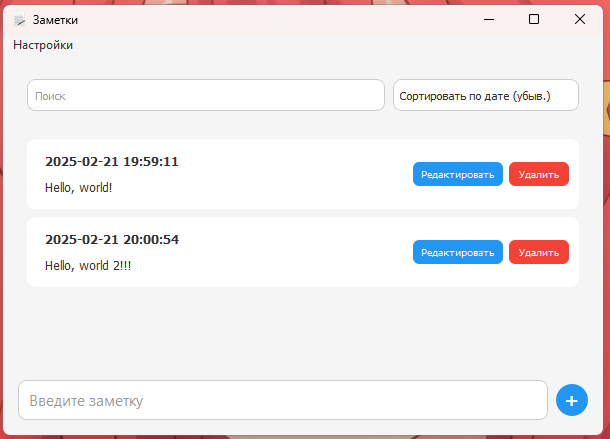 Заметки
Настройки
Поиск
Сортировать по дате (убыв.)
2025-02-21 19:59:11
Hello, world!
Редактировать
Удалить
2025-02-21 20:00:54
Hello, world 2!!!
Редактировать
Удалить
Введите заметку
+